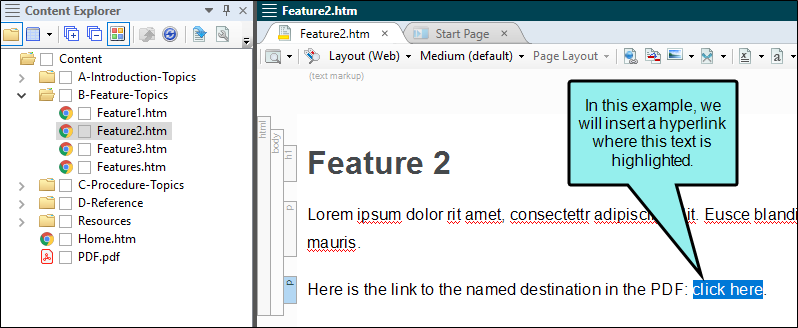 Content Explorer
Feature2.htm
Feature2.htm
Start Page
Layout (Web)
Medium (default)
Page Layout
a
Content
A-Introduction-Topics
B-Feature-Topics
Feature1.htm
Feature2.htm
Feature3.htm
Features.htm
C-Procedure-Topics
D-Reference
Resources
Home.htm
PDF.pdf
(text markup)
html
body
h1
p
p
In this example, we
will insert a hyperlink
where this text is
highlighted.
Feature 2
Lorem ipsum dolor rit amet, consectettr adipisci it. Eusce blandi
mauris.
Here is the link to the named destination in the PDF: click here.